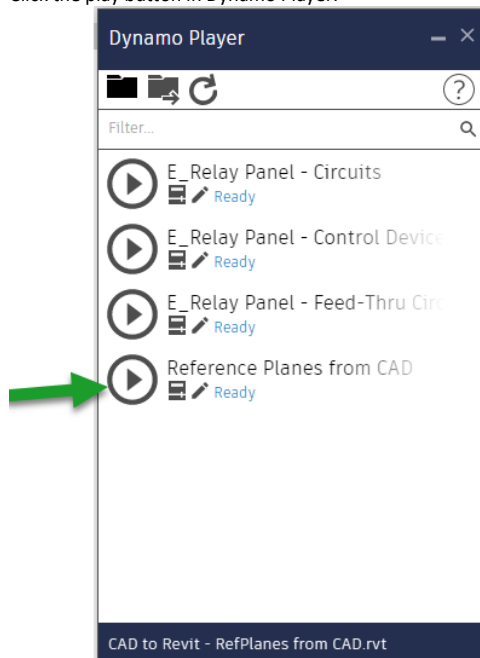 Click the play button in Dynamo Player.
Dynamo Player
Filter...
E_Relay Panel - Circuits
Ready
E_Relay Panel - Control Device
Ready
E_Relay Panel - Feed-Thru Circ
Ready
Reference Planes from CAD
Ready
CAD to Revit - RefPlanes from CAD.rvt